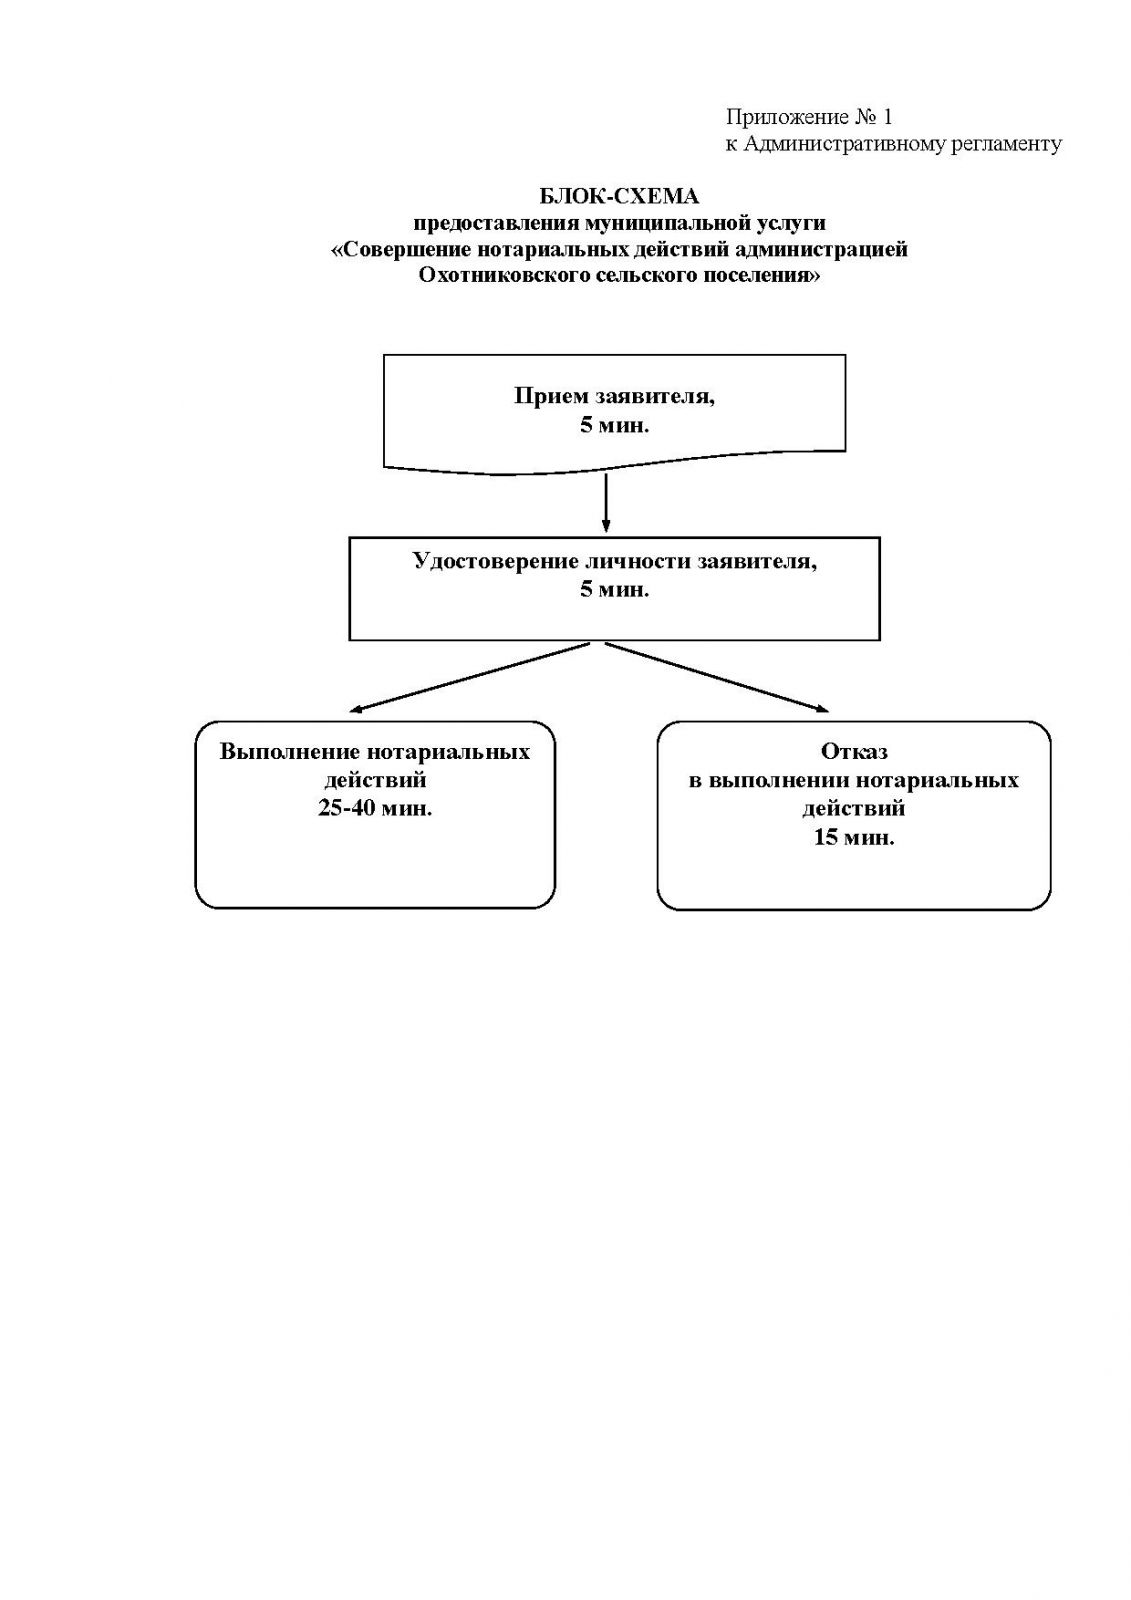 Приложение № 1
к Административному регламенту
БЛОК-СХЕМА
предоставления муниципальной услуги
«Совершение нотариальных действий администрацией
Охотниковского сельского поселения»
Прием заявителя,
5 мин.
Удостоверение личности заявителя,
5 мин.
Выполнение нотариальных
действий
25-40 мин.
Отказ
в выполнении нотариальных
действий
15 мин.